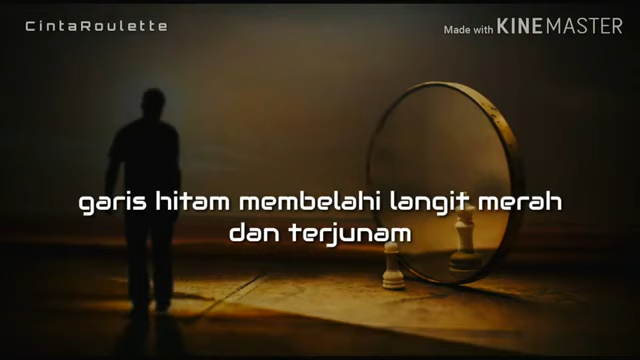 CintaRoulette
Made with KINEMASTER
garis hitam membelahi langit merah
dan terjunam